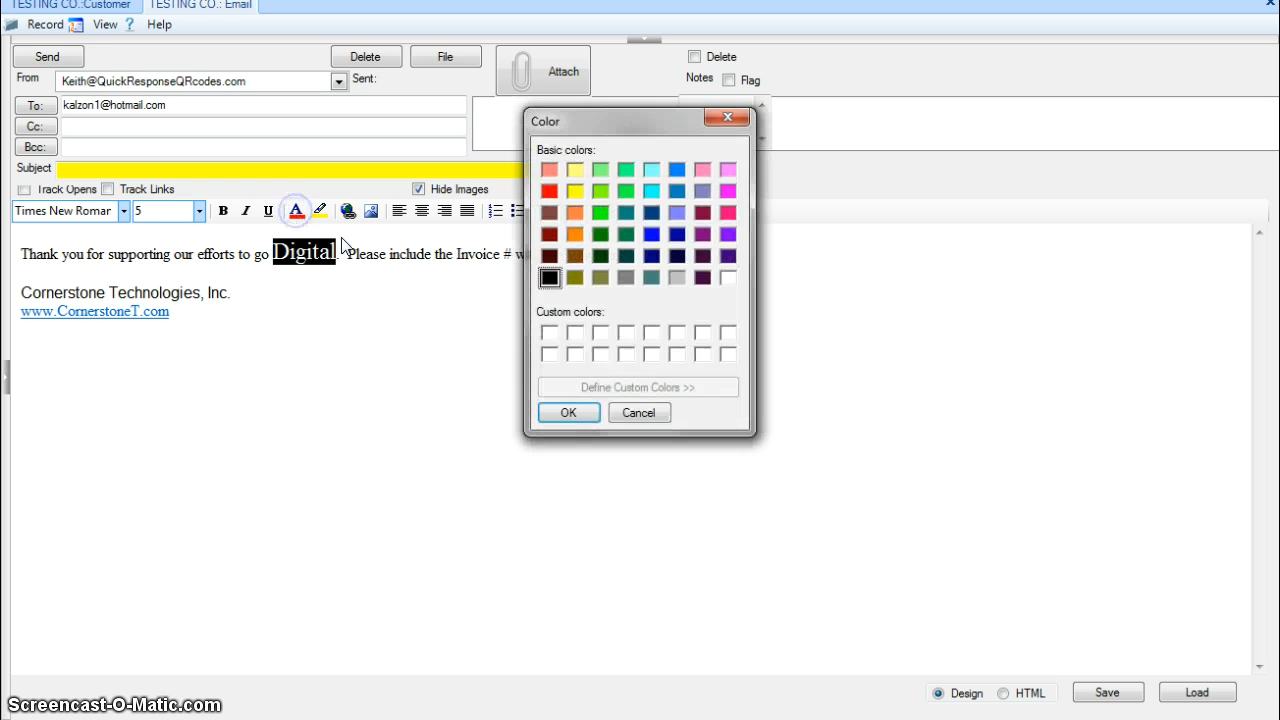 TESTING CO.:Customer TESTING CO.: Email X
Record View ? Help
Send Delete File Attach Delete
From Keith@QuickResponseQRcodes.com Sent: Notes Flag
To: kalzon1@hotmail.com
Cc:
Bcc:
Subject
Track Opens Track Links Hide Images
Times New Romar 5 B I U A
Thank you for supporting our efforts to go Digital. Please include the Invoice #
Cornerstone Technologies, Inc.
www.CornerstoneT.com
Color
Basic colors:
Custom colors:
Define Custom Colors >>
OK Cancel
Design HTML Save Load
Screencast-O-Matic.com